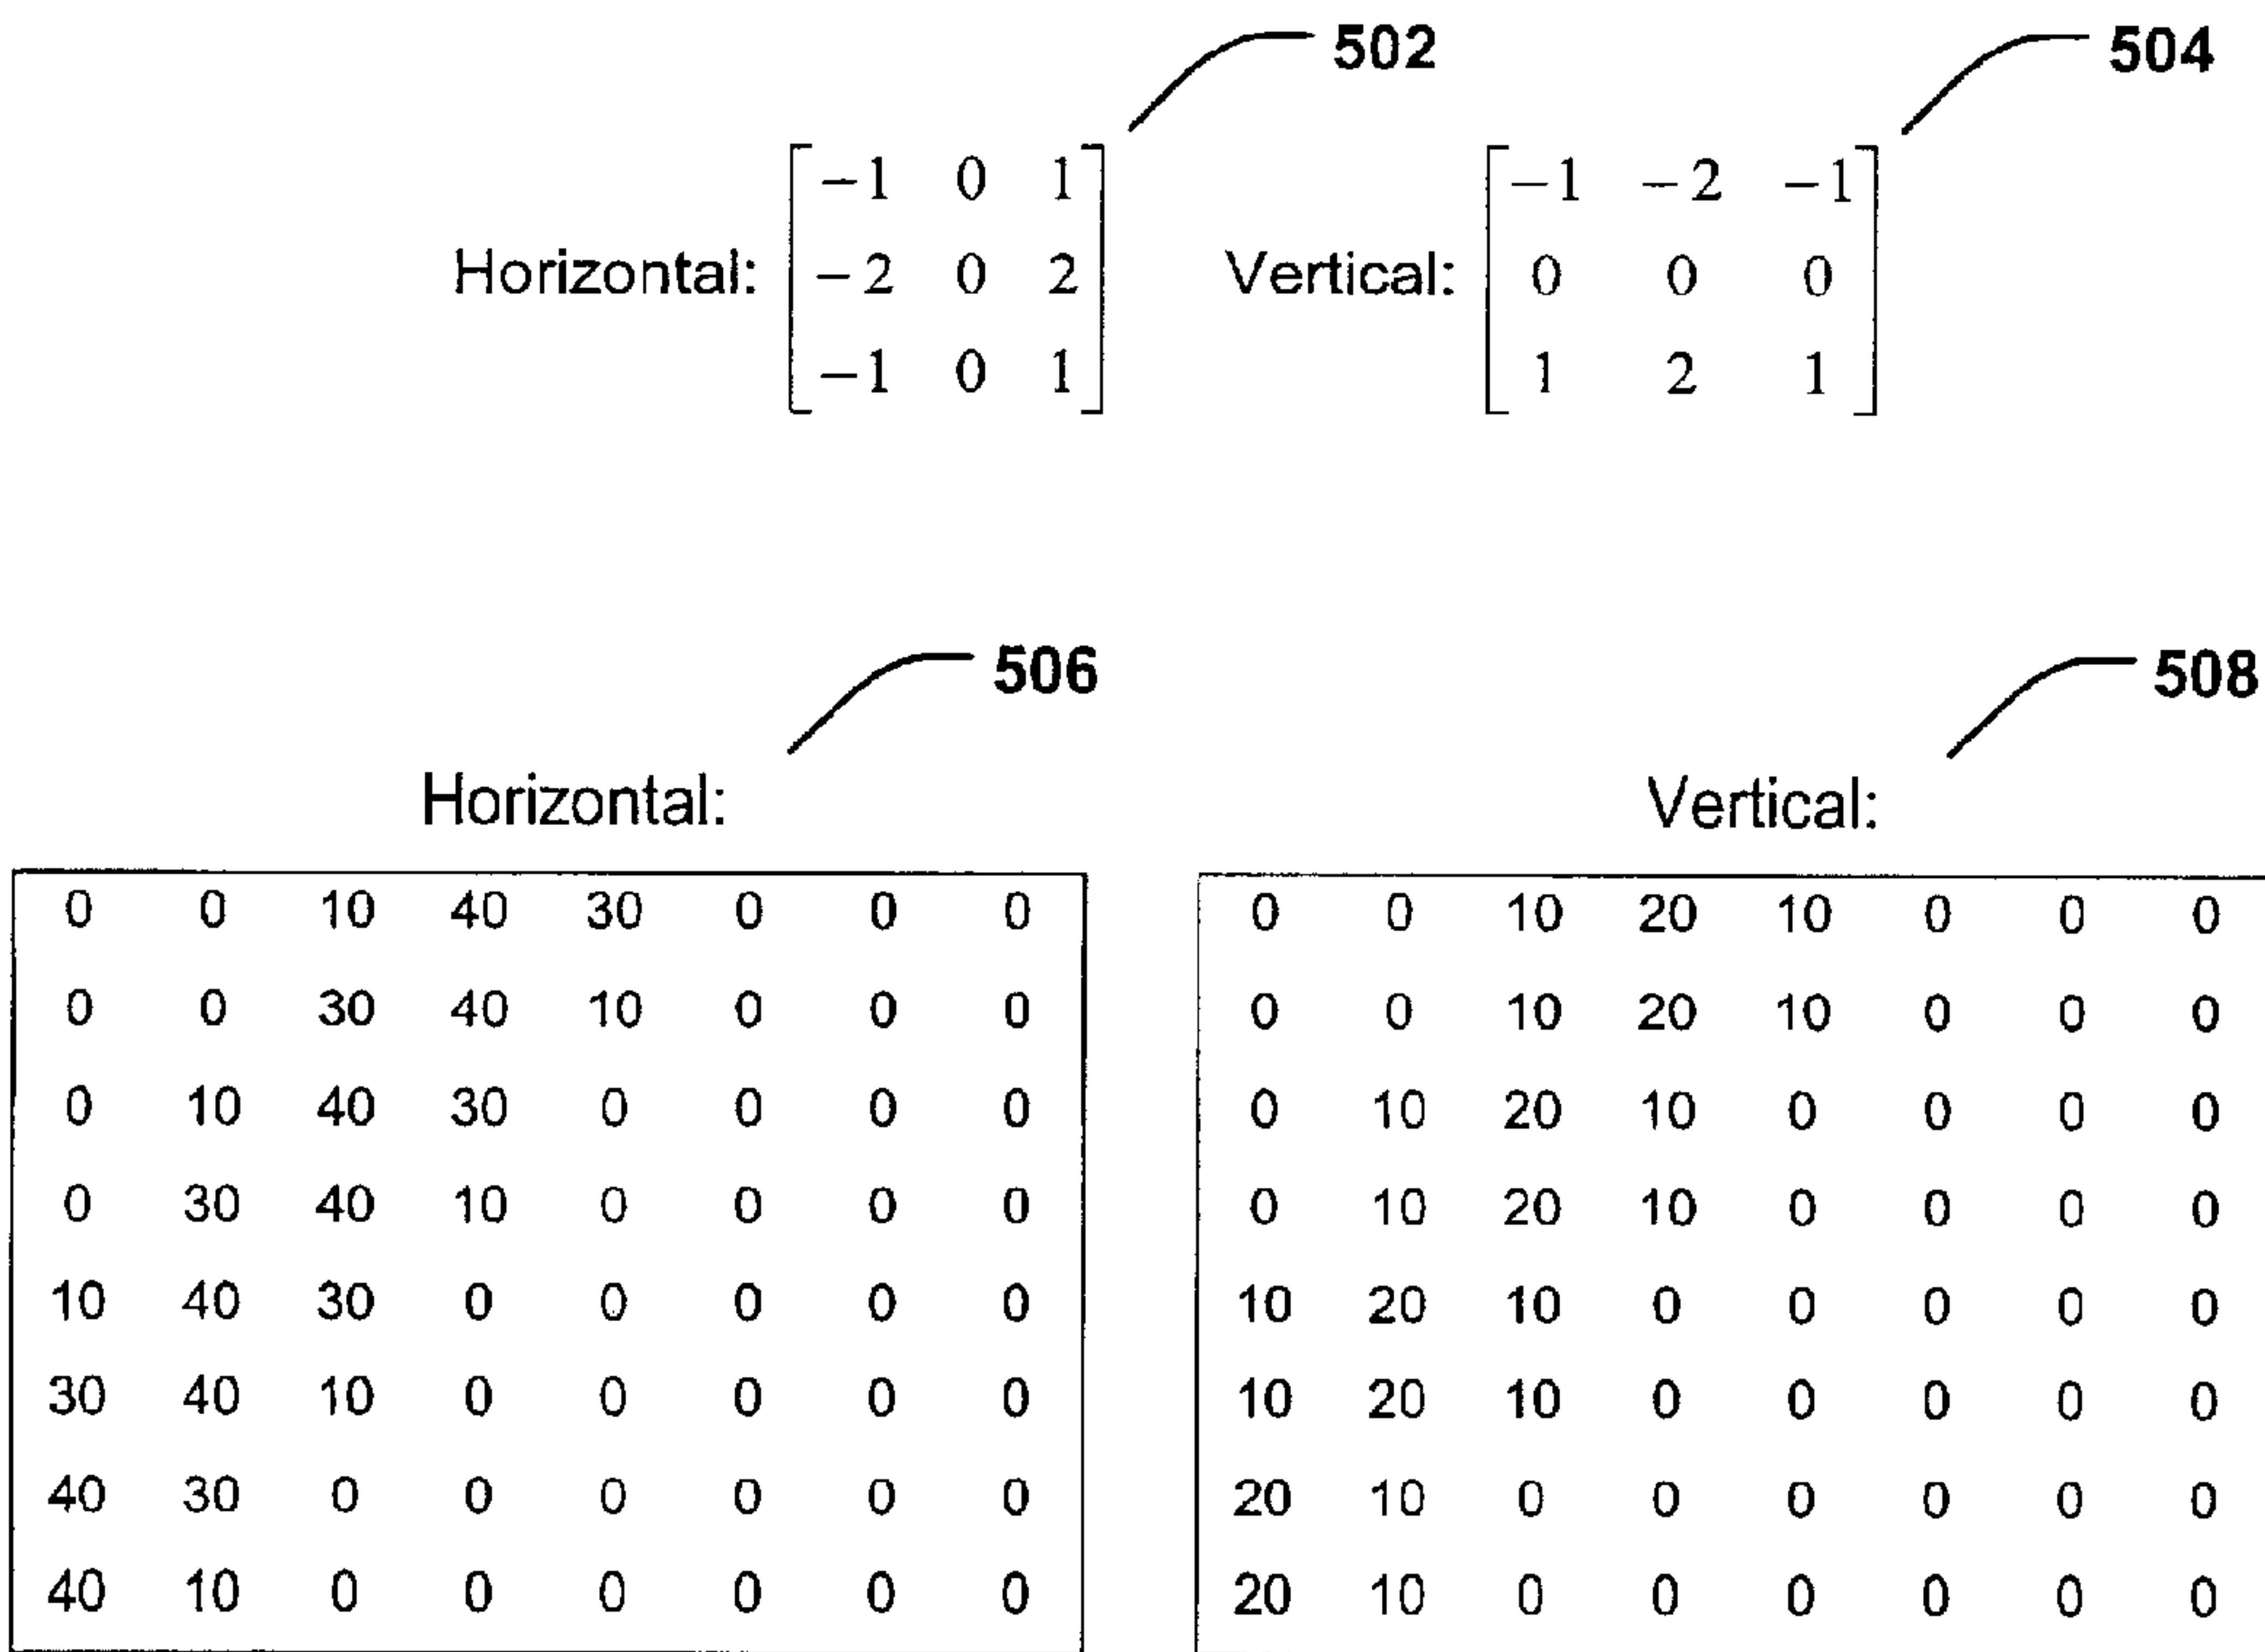 502 504
Horizontal: Vertical:
−1 0 1 −1 −2 −1
−2 0 2 0 0 0
−1 0 1 1 2 1
506 508
Horizontal: Vertical:
0 0 10 40 30 0 0 0 0 0 10 20 10 0 0 0
0 0 30 40 10 0 0 0 0 0 10 20 10 0 0 0
0 10 40 30 0 0 0 0 0 10 20 10 0 0 0 0
0 30 40 10 0 0 0 0 0 10 20 10 0 0 0 0
10 40 30 0 0 0 0 0 10 20 10 0 0 0 0 0
30 40 10 0 0 0 0 0 10 20 10 0 0 0 0 0
40 30 0 0 0 0 0 0 20 10 0 0 0 0 0 0
40 10 0 0 0 0 0 0 20 10 0 0 0 0 0 0